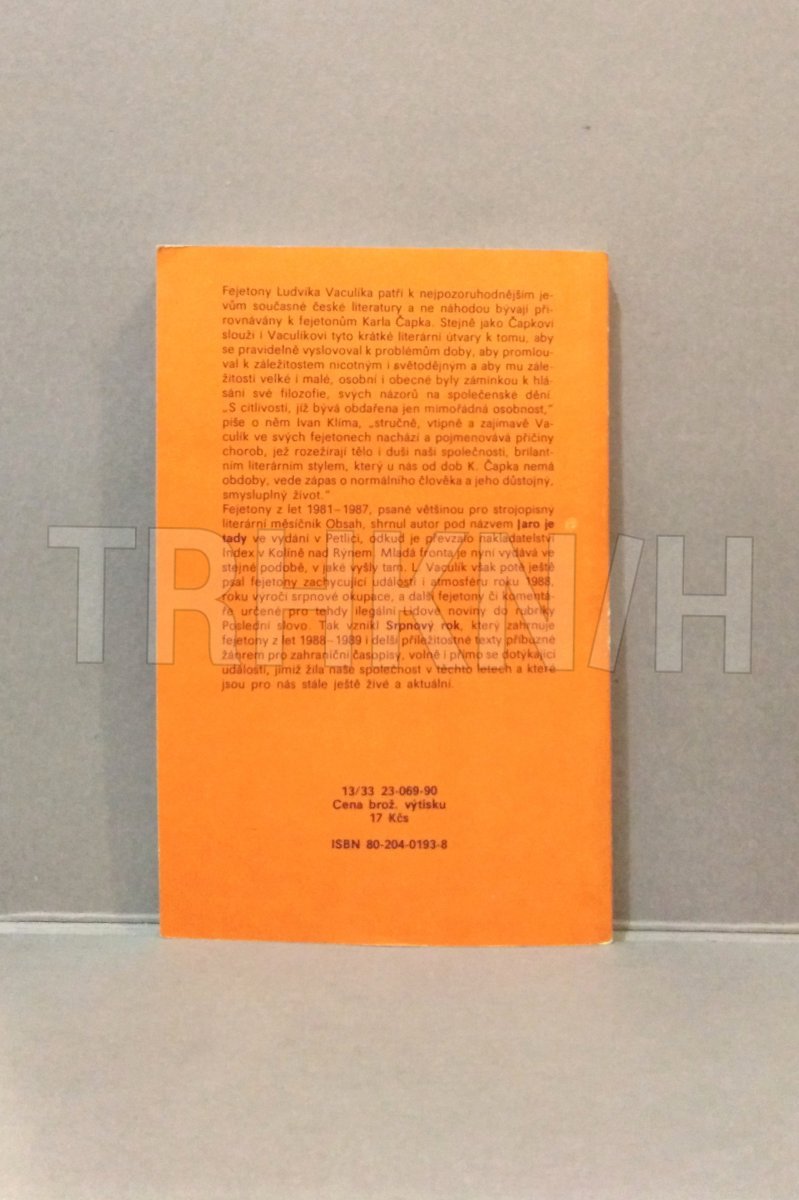 Fejetony Ludvíka Vaculíka patří k nejpozoruhodnějším je-
vům současné české literatury a ne náhodou bývají při-
rovnávány k fejetonům Karla Čapka. Stejně jako Čapkovi
slouží i Vaculíkovi tyto krátké literární útvary k tomu, aby
se pravidelně vyslovoval k problémům doby, aby promlou-
val k záležitostem nicotným i světodějným a aby mu zále-
žitosti velké i malé, osobní i obecné byly záminkou k hlá-
sání své filozofie, svých názorů na společenské dění.
„S citlivostí, jíž bývá obdařena jen mimořádná osobnost,“
píše o něm Ivan Klíma, „stručně, vtipně a zajímavě Va-
culík ve svých fejetonech nachází a pojmenovává příčiny
chorob, jež rozežírají tělo i duši naší společnosti, brilant-
ním literárním stylem, který u nás od dob K. Čapka nemá
obdoby, vede zápas o normálního člověka a jeho důstojný,
smysluplný život.“
Fejetony z let 1981–1987, psané většinou pro strojopisný
literární měsíčník Obsah, shrnul autor pod názvem Jaro je
tady ve vydání v Petlici, odkud je převzalo nakladatelství
Index v Kolíně nad Rýnem. Mladá fronta je nyní vydává ve
stejné podobě, v jaké vyšly tam. L. Vaculík však poté ještě
psal fejetony zachycující události i atmosféru roku 1988,
roku výročí srpnové okupace, a další fejetony či komentá-
ře určené pro tehdy ilegální Lidové noviny do rubriky
Poslední slovo. Tak vznikl Srpnový rok, který zahrnuje
fejetony z let 1988–1989 i delší příležitostné texty příbuzné
žánrem pro zahraniční časopisy, volně i přímo se dotýkající
událostí, jimiž žila naše společnost v těchto letech a které
jsou pro nás stále ještě živé a aktuální.
13/33 23-069-90
Cena brož. výtisku
17 Kčs
ISBN 80-204-0193-8